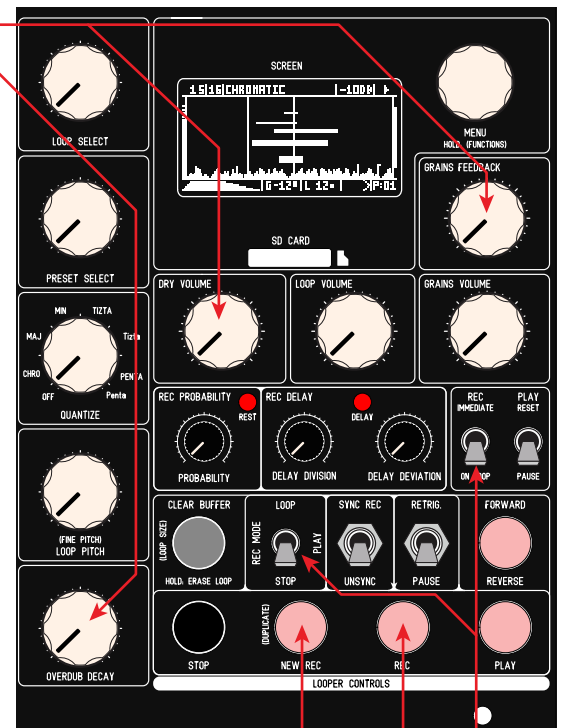 SCREEN
15|16|CHROMATIC |-100
G-12 |L 12 | P:01
LOOP SELECT
MENU
HOLD: (FUNCTIONS)
GRAINS FEEDBACK
PRESET SELECT
SD CARD
DRY VOLUME
LOOP VOLUME
GRAINS VOLUME
MIN
TIZTA
MAJ
Tizta
CHRO
PENTA
OFF
Penta
QUANTIZE
REC PROBABILITY
REST
PROBABILITY
REC DELAY
DELAY
DELAY DIVISION
DELAY DEVIATION
REC
IMMEDIATE
PLAY
RESET
PAUSE
(FINE PITCH)
LOOP PITCH
CLEAR BUFFER
(LOOP SIZE)
HOLD: ERASE LOOP
LOOP
REC MODE
PLAY
STOP
SYNC REC
UNSYNC
RETRIG.
PAUSE
FORWARD
REVERSE
OVERDUB DECAY
STOP
(DUPLICATE)
NEW REC
REC
PLAY
LOOPER CONTROLS